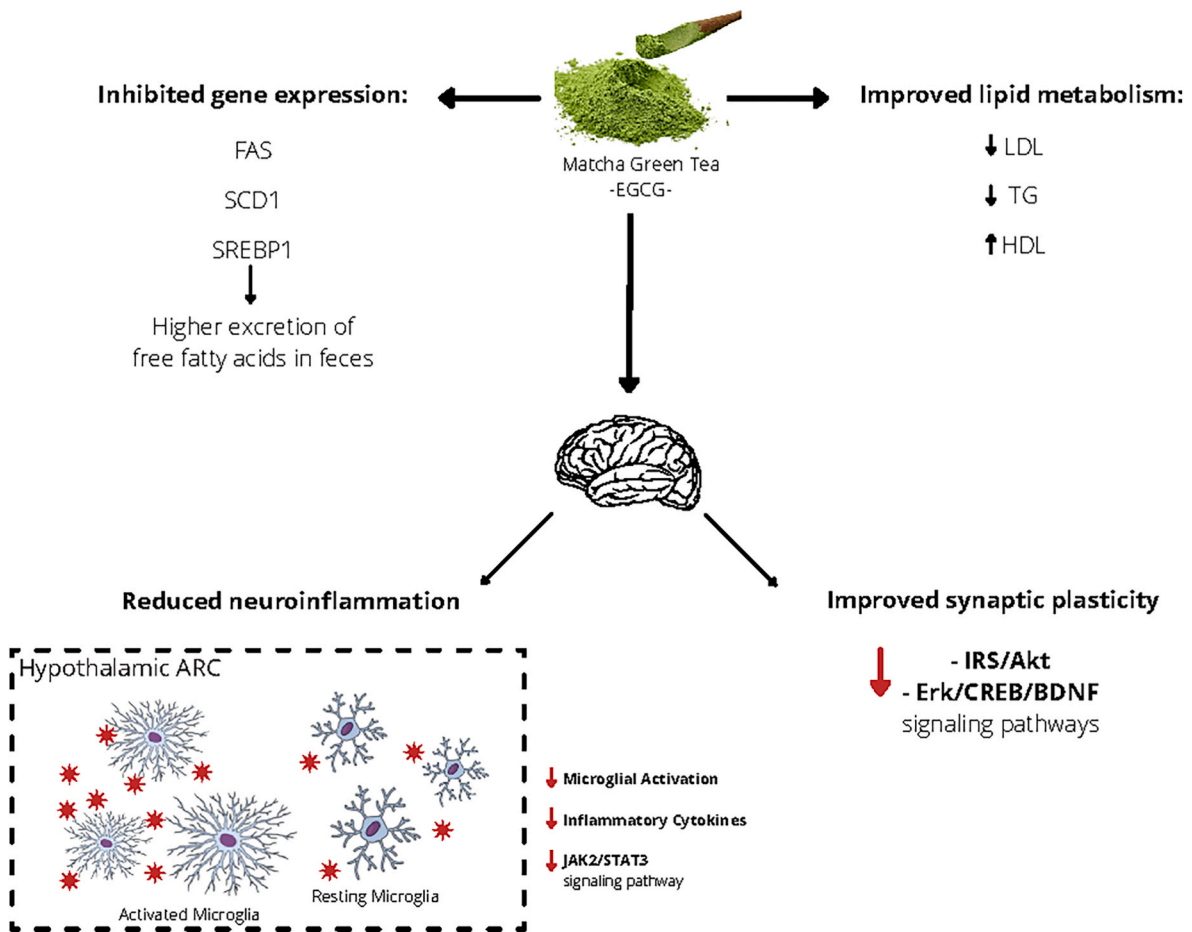 Inhibited gene expression:
FAS
SCD1
SREBP1
Higher excretion of
free fatty acids in feces
Matcha Green Tea
-EGCG-
Improved lipid metabolism:
LDL
TG
HDL
Reduced neuroinflammation
Hypothalamic ARC
Activated Microglia
Resting Microglia
Microglial Activation
Inflammatory Cytokines
JAK2/STAT3
signaling pathway
Improved synaptic plasticity
- IRS/Akt
- Erk/CREB/BDNF
signaling pathways